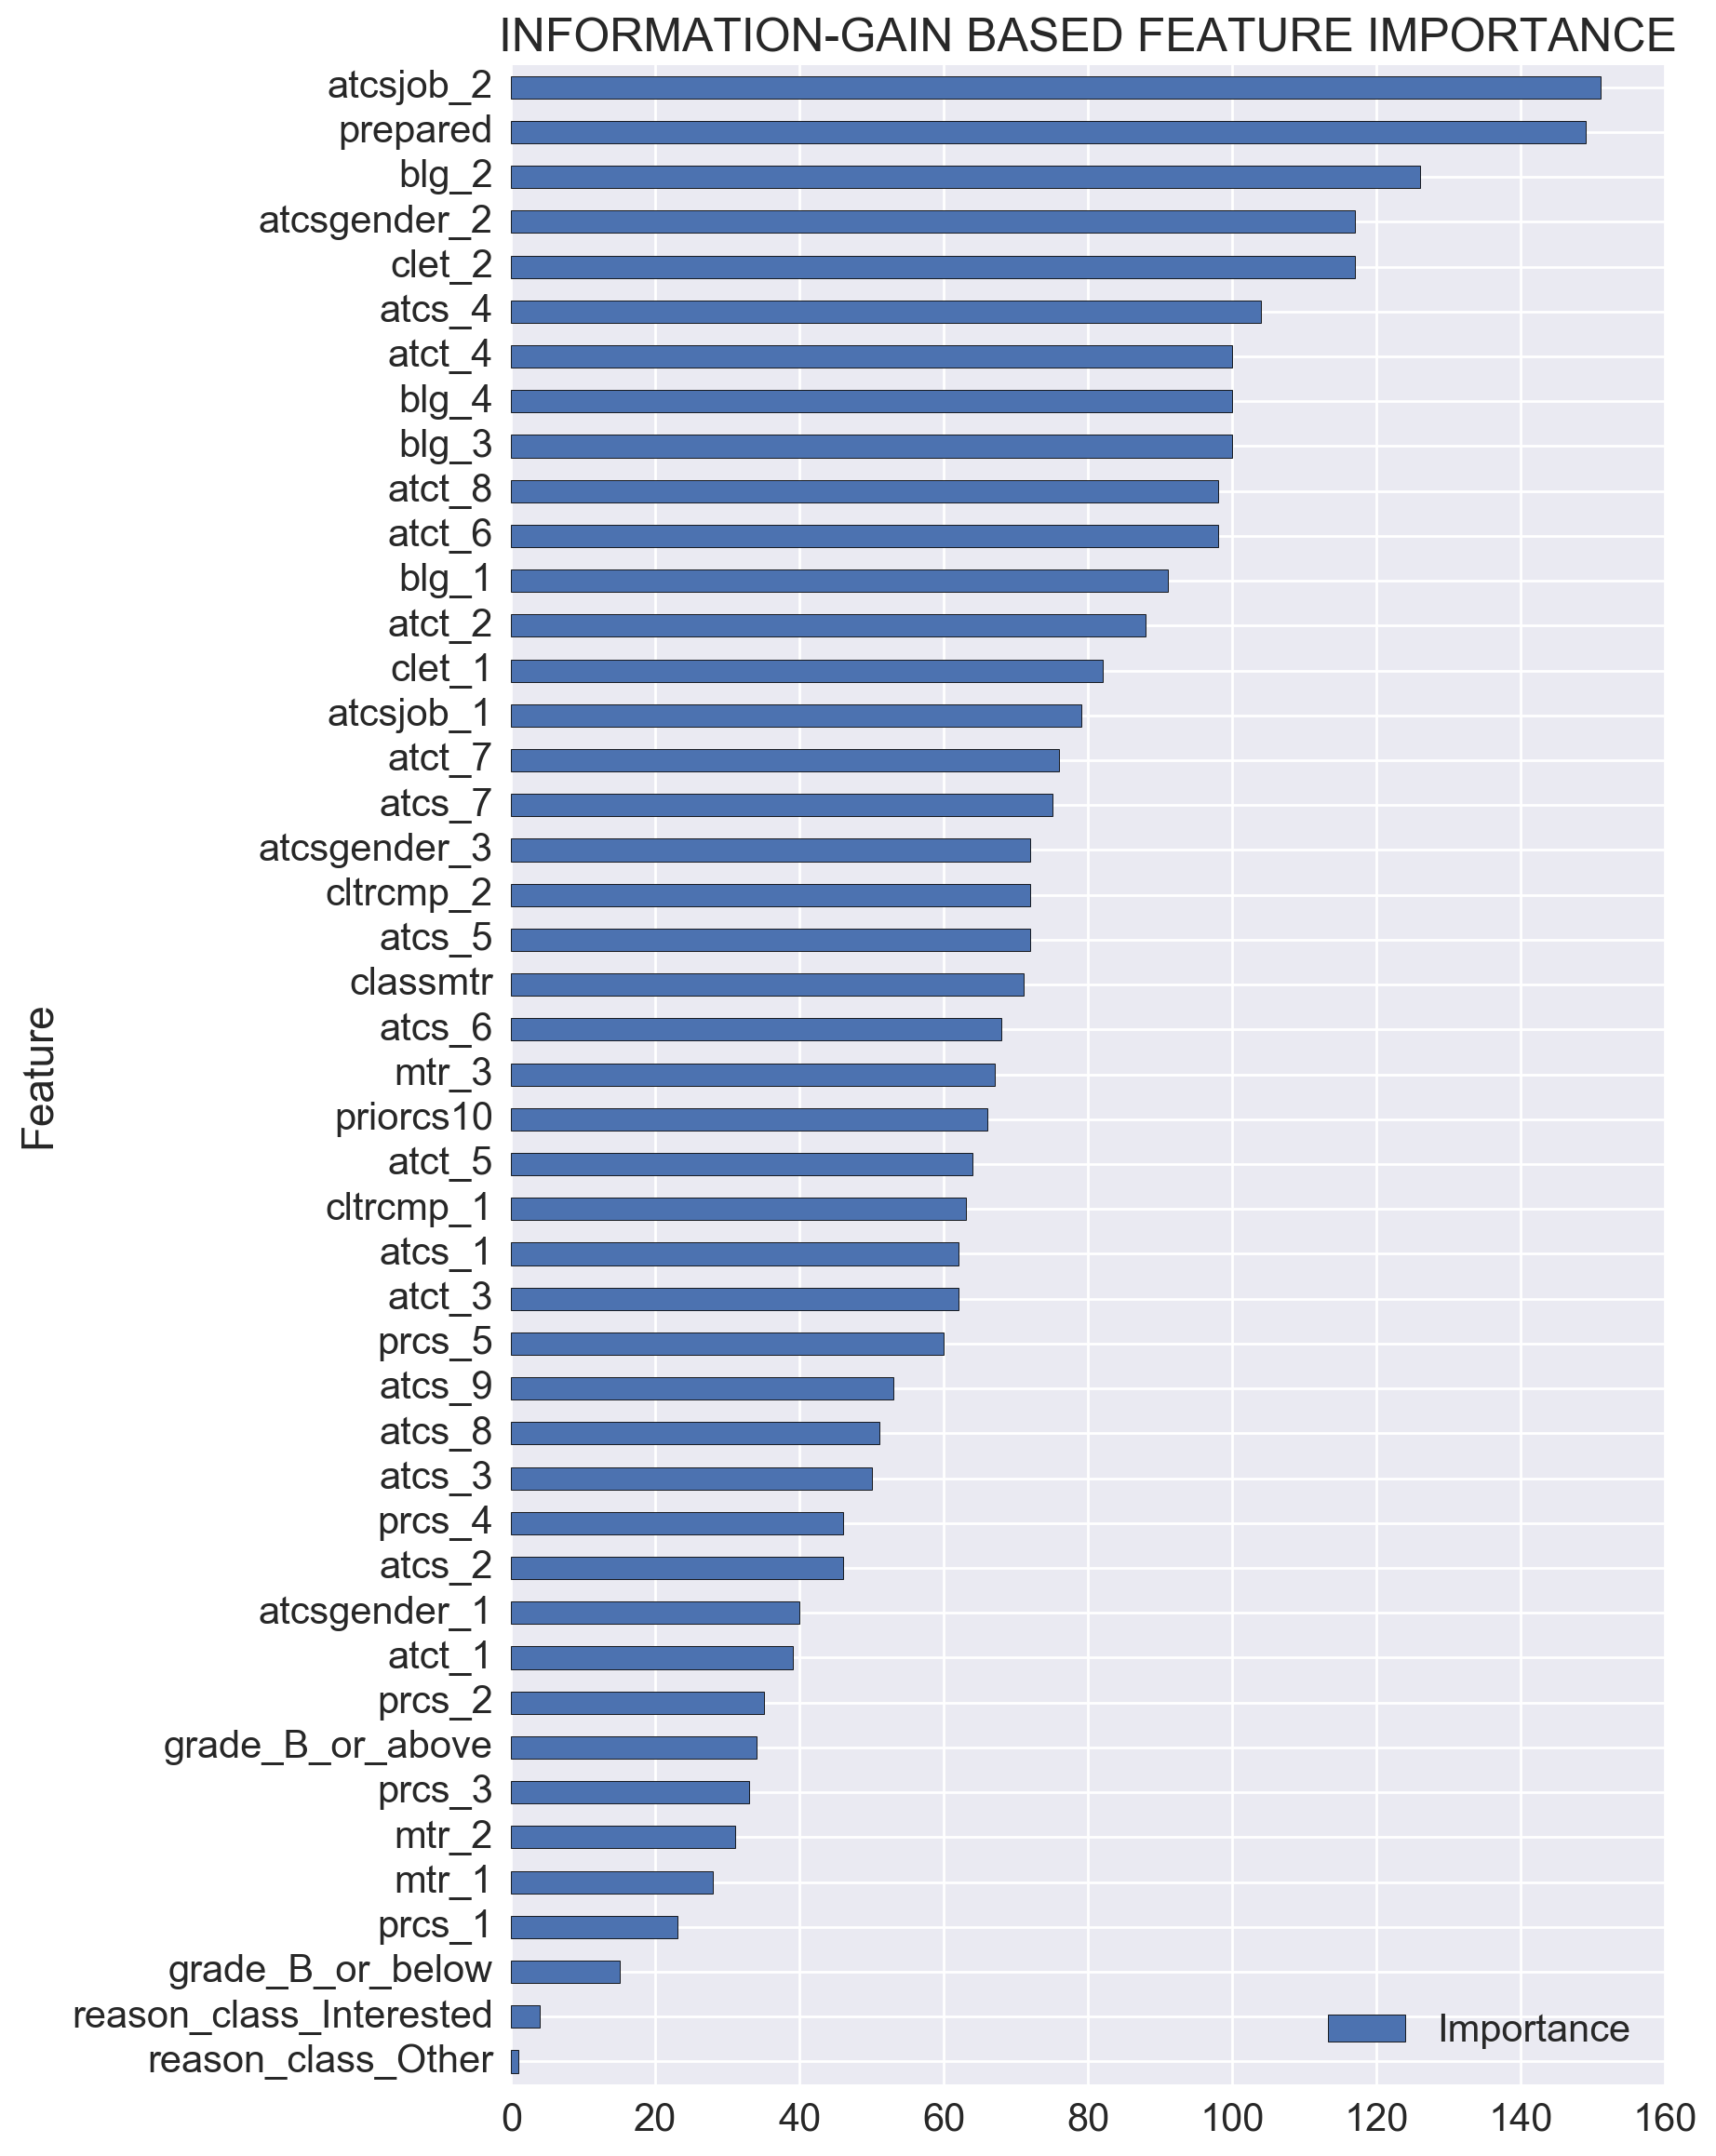 INFORMATION-GAIN BASED FEATURE IMPORTANCE
atcsjob_2
prepared
blg_2
atcsgender_2
clet_2
atcs_4
atct_4
blg_4
blg_3
atct_8
atct_6
blg_1
atct_2
clet_1
atcsjob_1
atct_7
atcs_7
atcsgender_3
cltrcmp_2
atcs_5
classmtr
atcs_6
mtr_3
priorcs10
atct_5
cltrcmp_1
atcs_1
atct_3
prcs_5
atcs_9
atcs_8
atcs_3
prcs_4
atcs_2
atcsgender_1
atct_1
prcs_2
grade_B_or_above
prcs_3
mtr_2
mtr_1
prcs_1
grade_B_or_below
reason_class_Interested
reason_class_Other
Feature
Importance
0 20 40 60 80 100 120 140 160